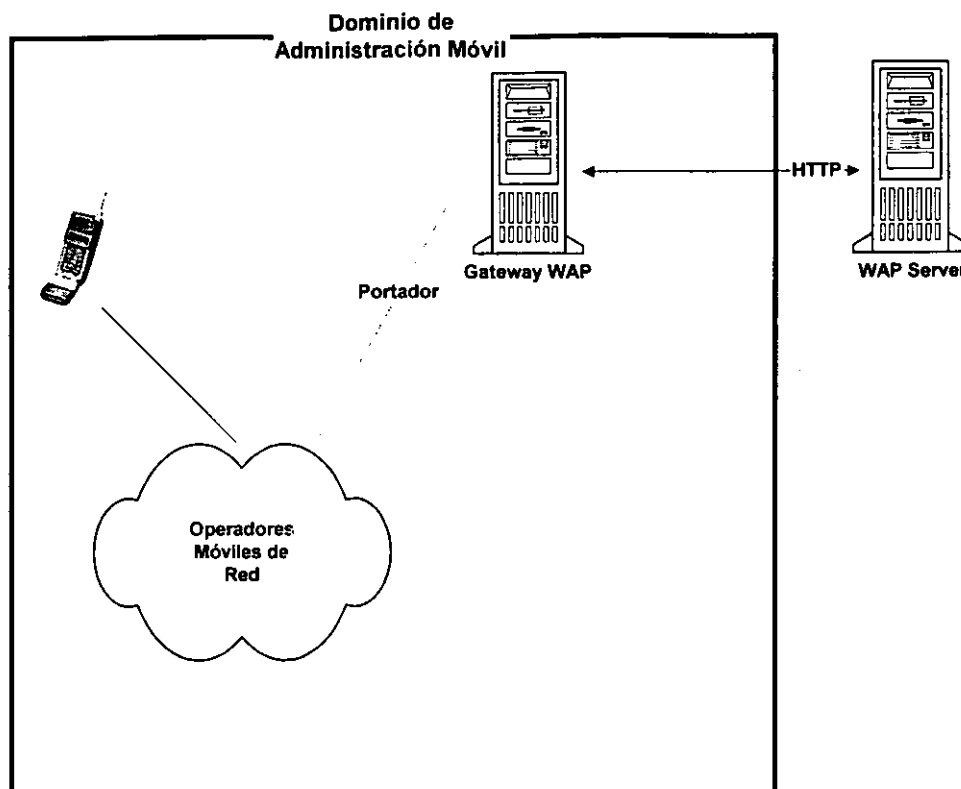 Dominio de
Administración Móvil
HTTP
Gateway WAP
WAP Server
Portador
Operadores
Móviles de
Red